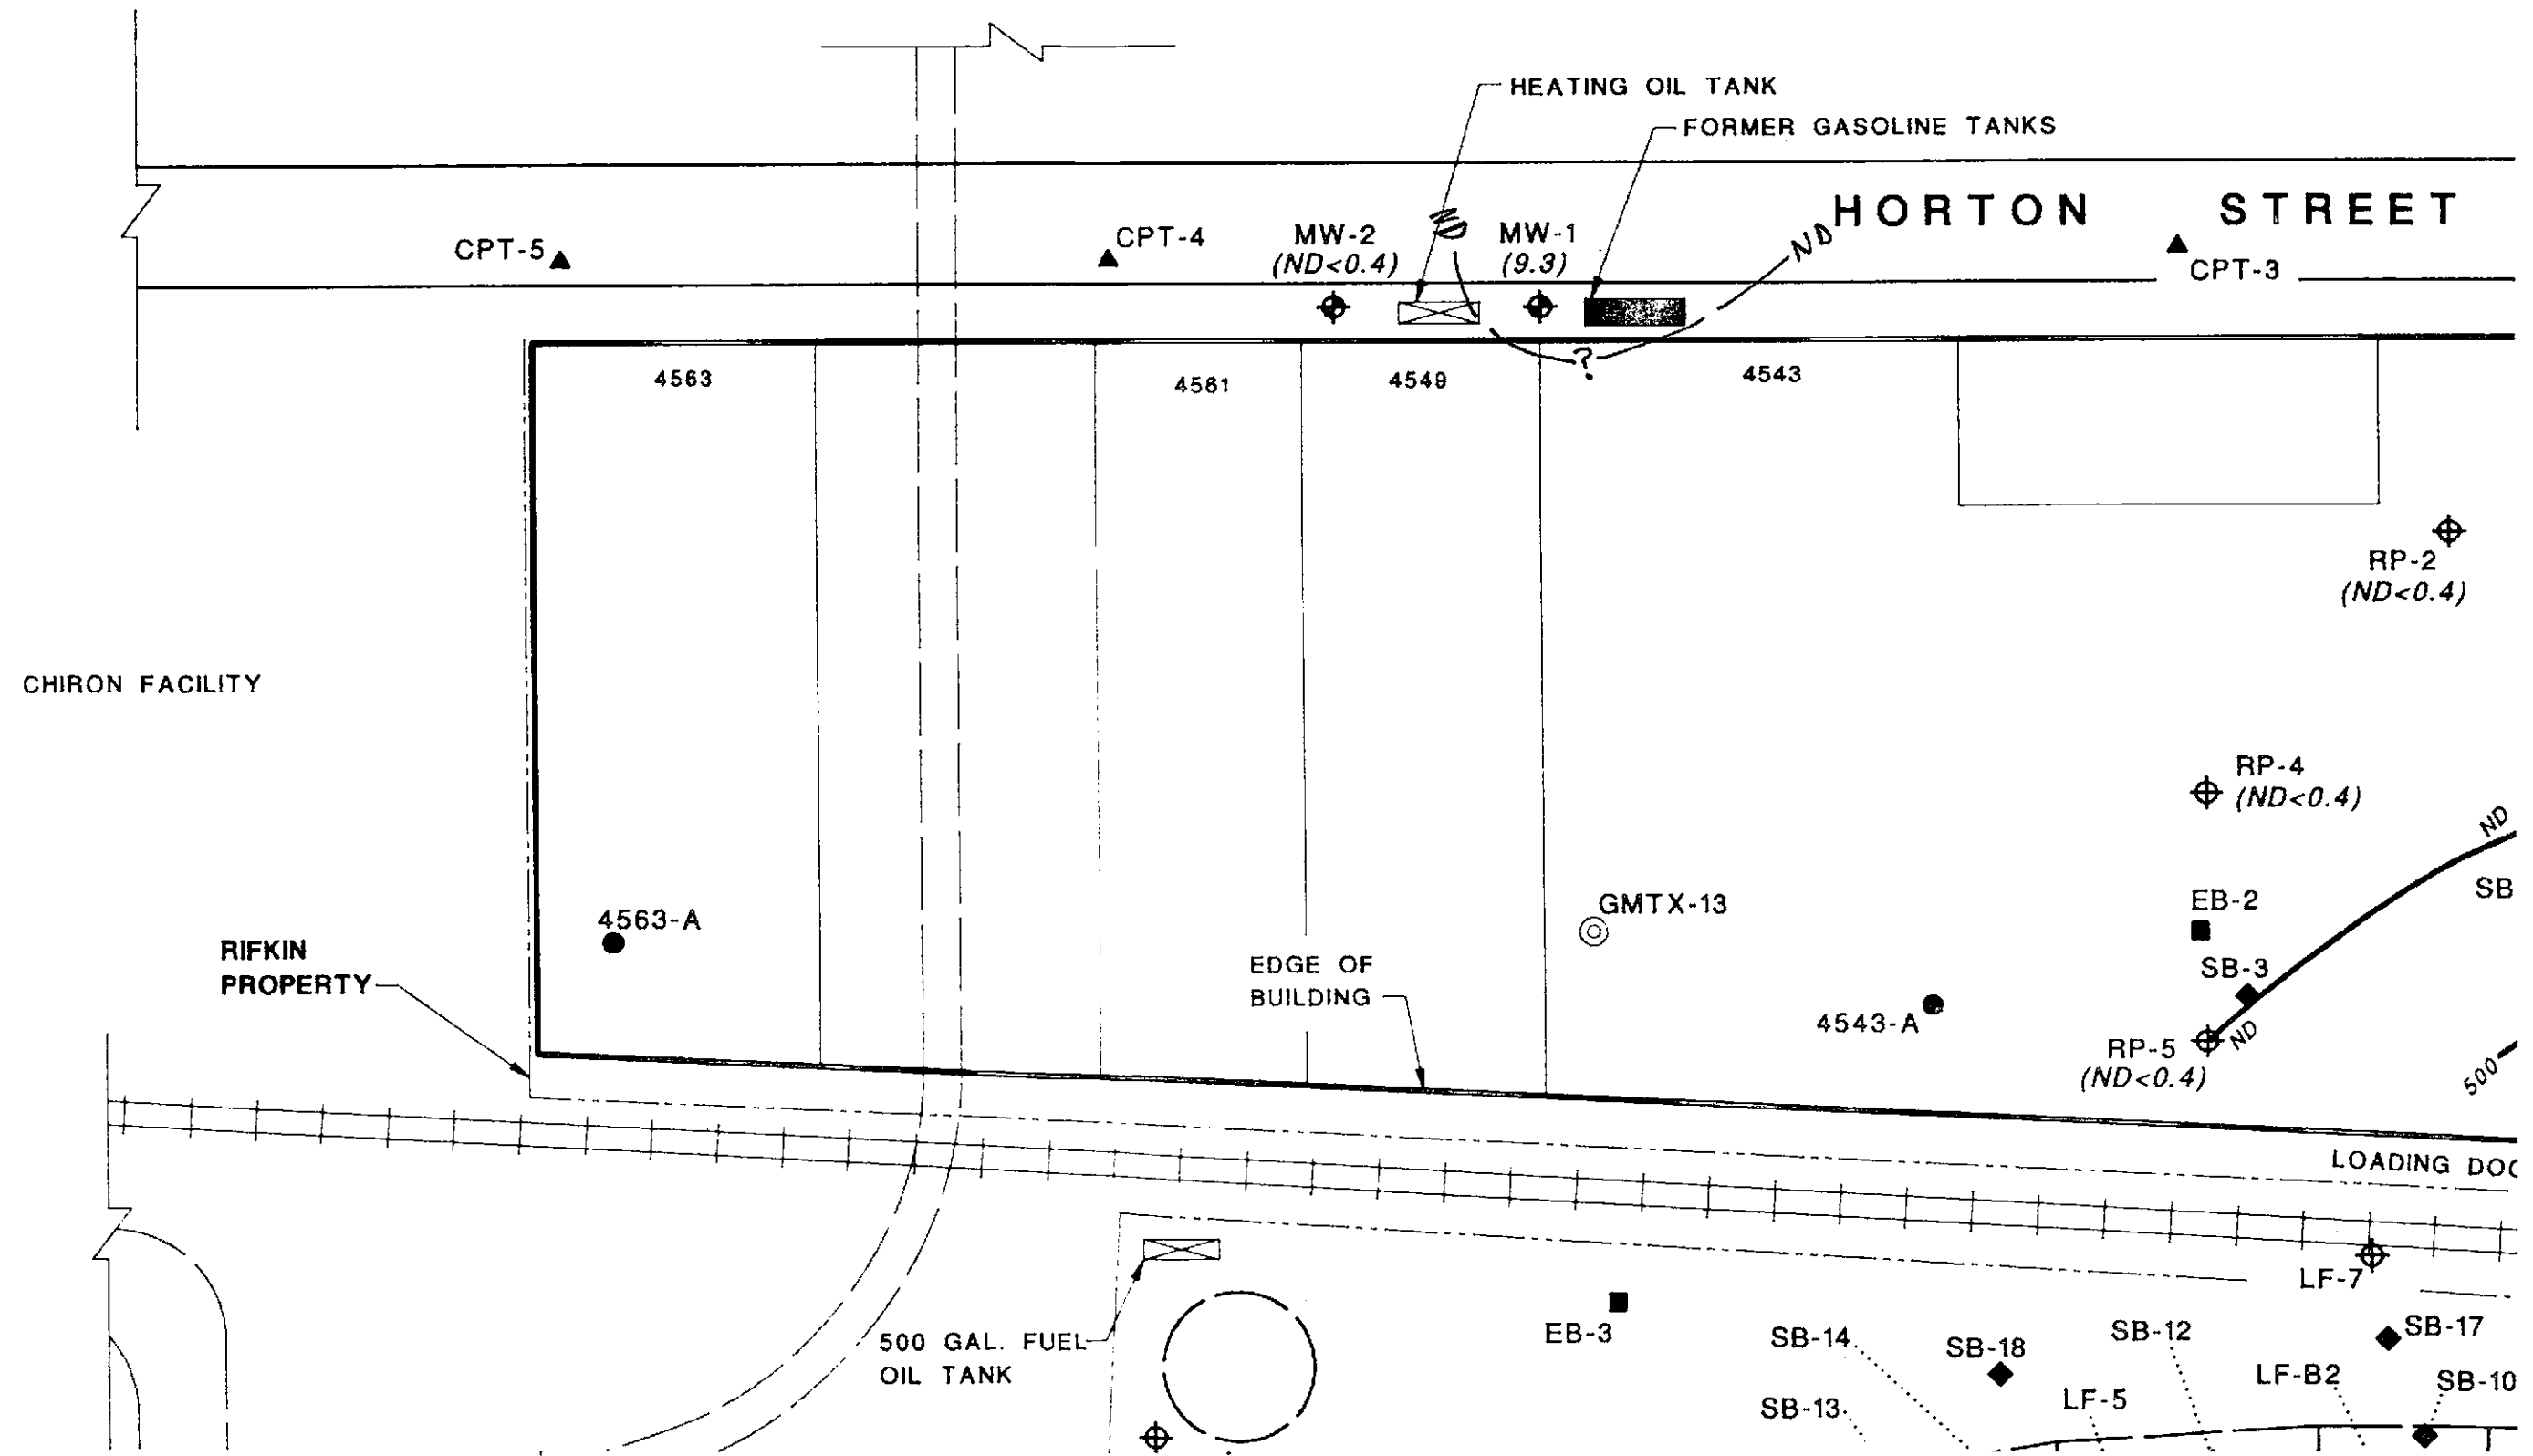 HEATING OIL TANK
FORMER GASOLINE TANKS
HORTON STREET
CPT-5
CPT-4
MW-2
(ND<0.4)
ND
MW-1
(9.3)
ND
CPT-3
?
4563
4561
4549
4543
RP-2
(ND<0.4)
CHIRON FACILITY
RP-4
(ND<0.4)
ND
SB
4563-A
GMTX-13
EB-2
RIFKIN
PROPERTY
EDGE OF
BUILDING
SB-3
4543-A
RP-5
(ND<0.4)
ND
500
LOADING DOC
LF-7
500 GAL. FUEL
OIL TANK
EB-3
SB-14
SB-18
SB-12
SB-17
SB-13
LF-5
LF-B2
SB-10